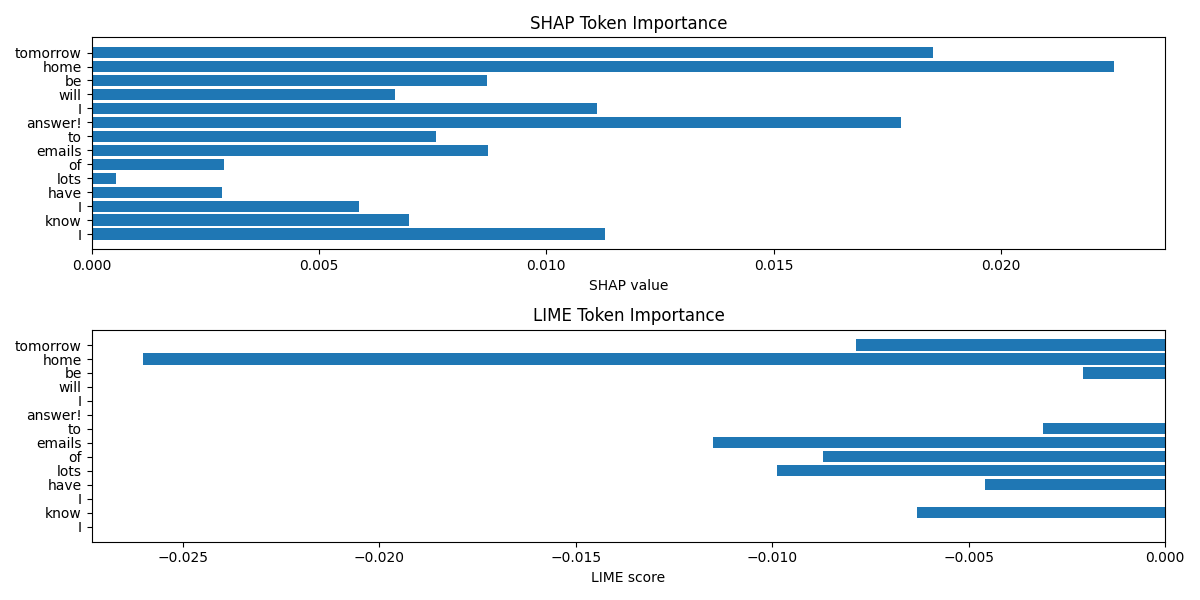 SHAP Token Importance
tomorrow
home
be
will
I
answer!
to
emails
of
lots
have
I
know
I
0.000 0.005 0.010 0.015 0.020
SHAP value
LIME Token Importance
tomorrow
home
be
will
I
answer!
to
emails
of
lots
have
I
know
I
−0.025 −0.020 −0.015 −0.010 −0.005 0.000
LIME score